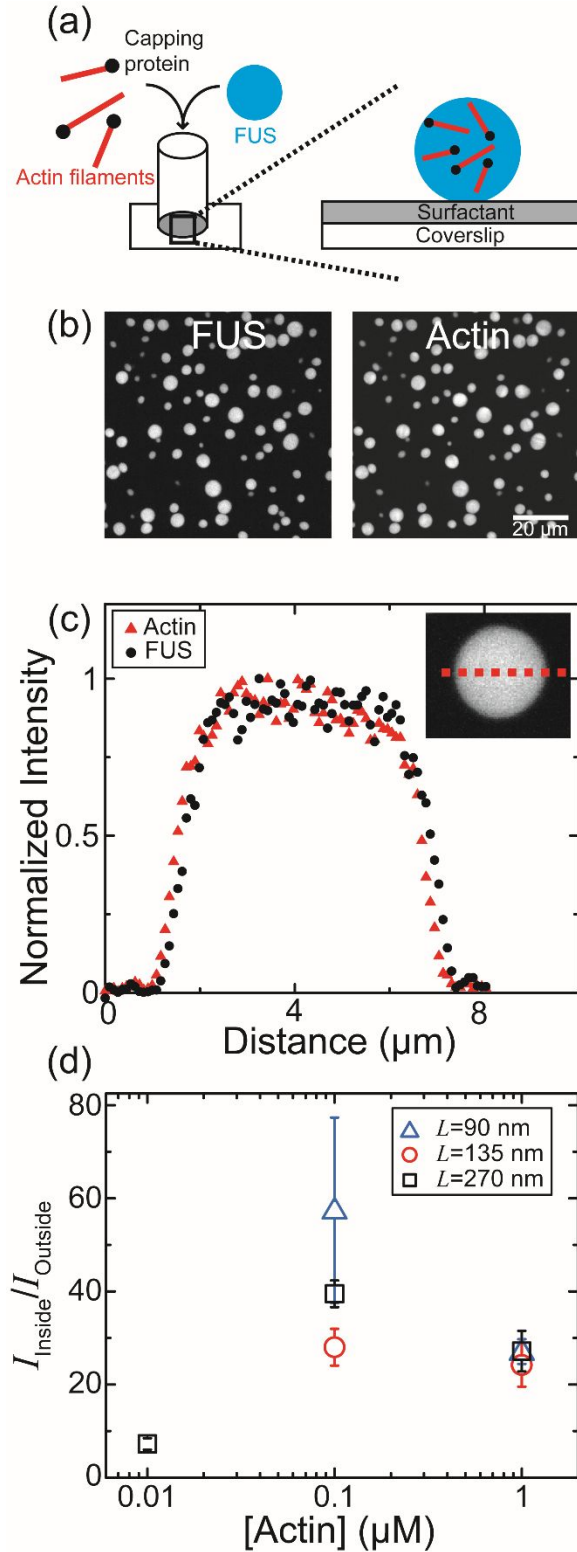 (a)
Capping
protein
FUS
Actin filaments
Surfactant
Coverslip
(b)
FUS
Actin
20 µm
(c)
Actin
FUS
1
0.5
0
Normalized Intensity
0 4 8
Distance (µm)
(d)
80
60
40
20
0
I Inside/I Outside
L=90 nm
L=135 nm
L=270 nm
0.01 0.1 1
[Actin] (µM)